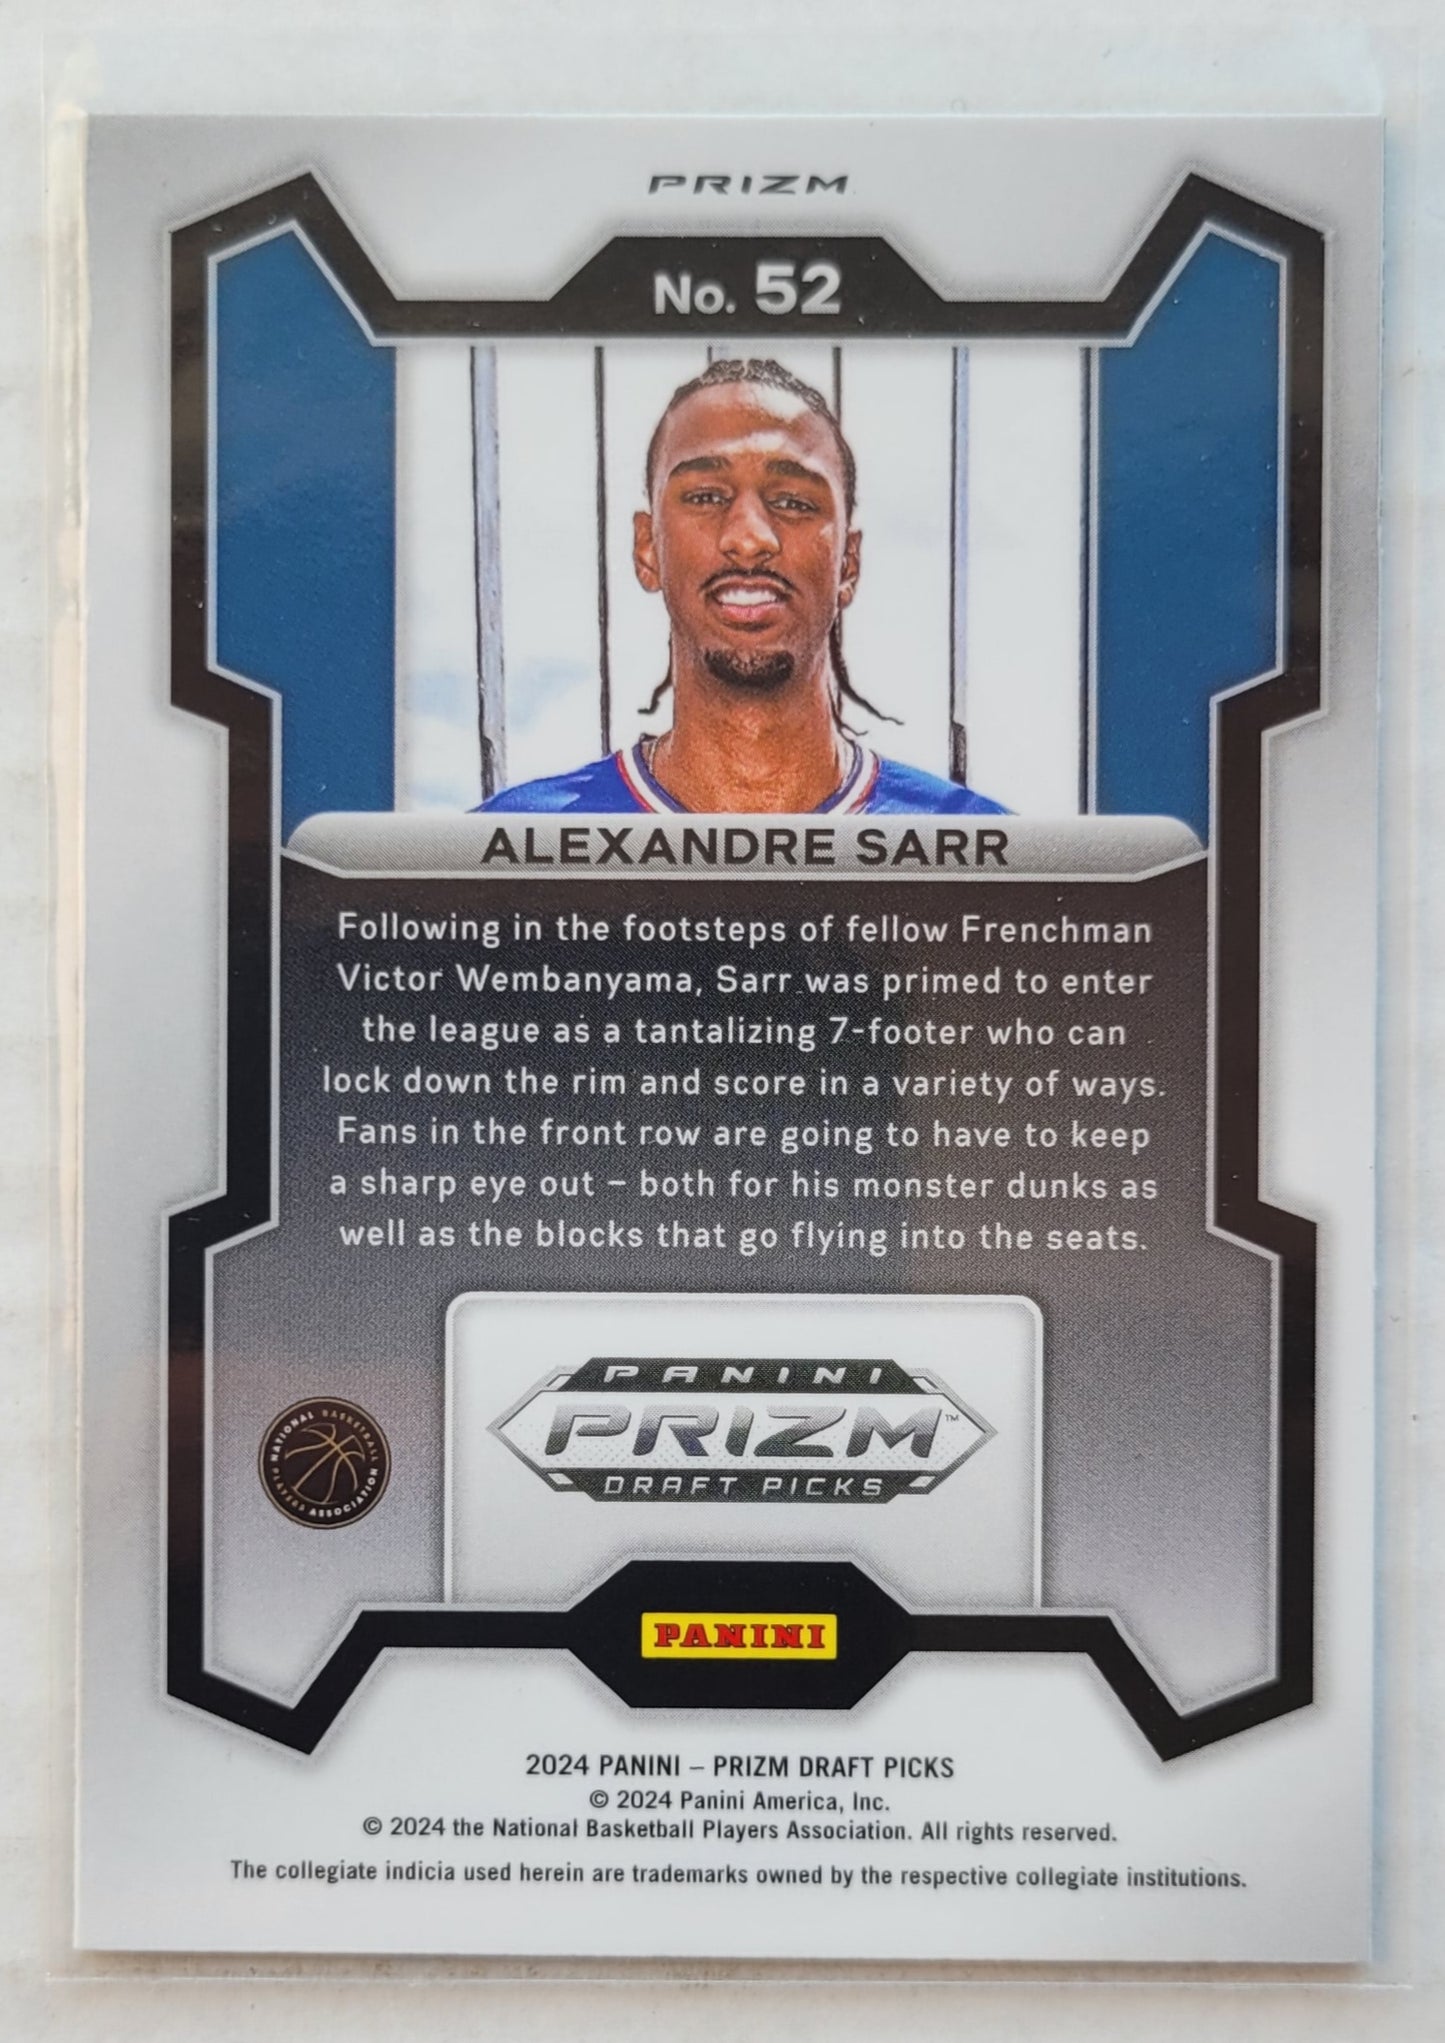 PRIZM
No. 52
ALEXANDRE SARR
Following in the footsteps of fellow Frenchman
Victor Wembanyama, Sarr was primed to enter
the league as a tantalizing 7-footer who can
lock down the rim and score in a variety of ways.
Fans in the front row are going to have to keep
a sharp eye out – both for his monster dunks as
well as the blocks that go flying into the seats.
NATIONAL BASKETBALL PLAYERS ASSOCIATION
PANINI
PRIZM™
DRAFT PICKS
PANINI
2024 PANINI – PRIZM DRAFT PICKS
© 2024 Panini America, Inc.
© 2024 the National Basketball Players Association. All rights reserved.
The collegiate indicia used herein are trademarks owned by the respective collegiate institutions.